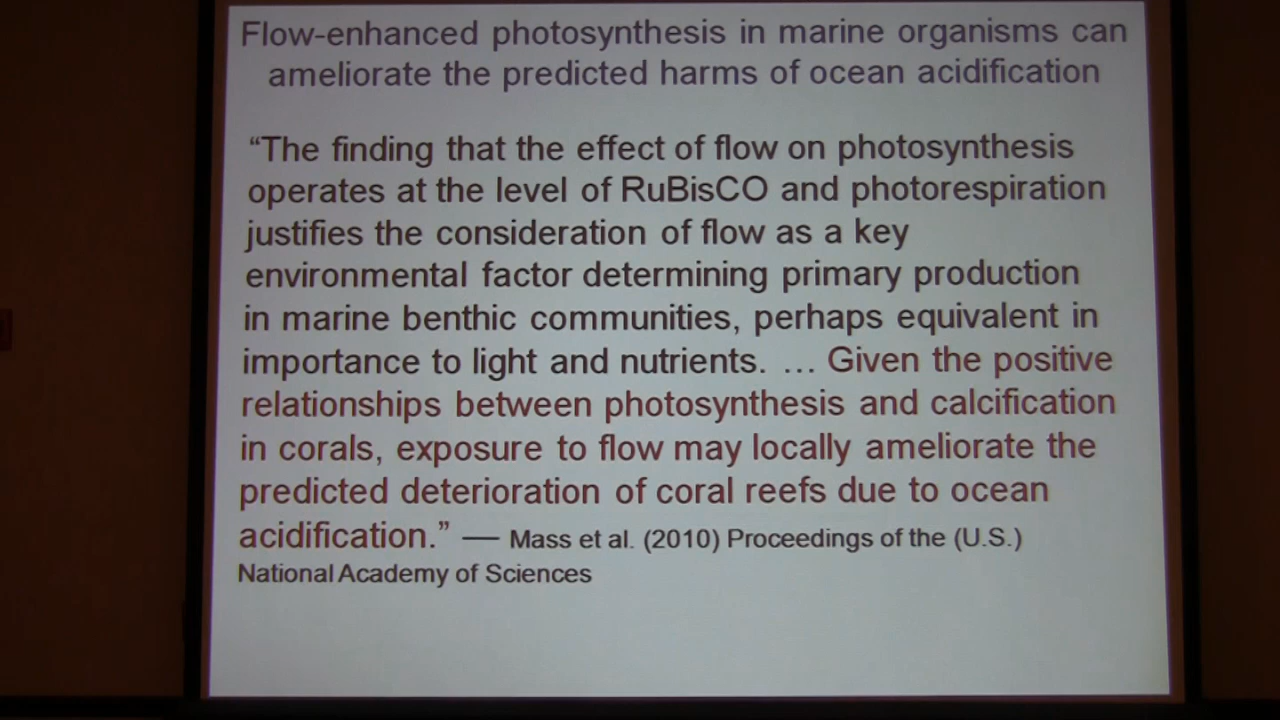 Flow-enhanced photosynthesis in marine organisms can
ameliorate the predicted harms of ocean acidification
“The finding that the effect of flow on photosynthesis
operates at the level of RuBisCO and photorespiration
justifies the consideration of flow as a key
environmental factor determining primary production
in marine benthic communities, perhaps equivalent in
importance to light and nutrients. … Given the positive
relationships between photosynthesis and calcification
in corals, exposure to flow may locally ameliorate the
predicted deterioration of coral reefs due to ocean
acidification.” — Mass et al. (2010) Proceedings of the (U.S.)
National Academy of Sciences